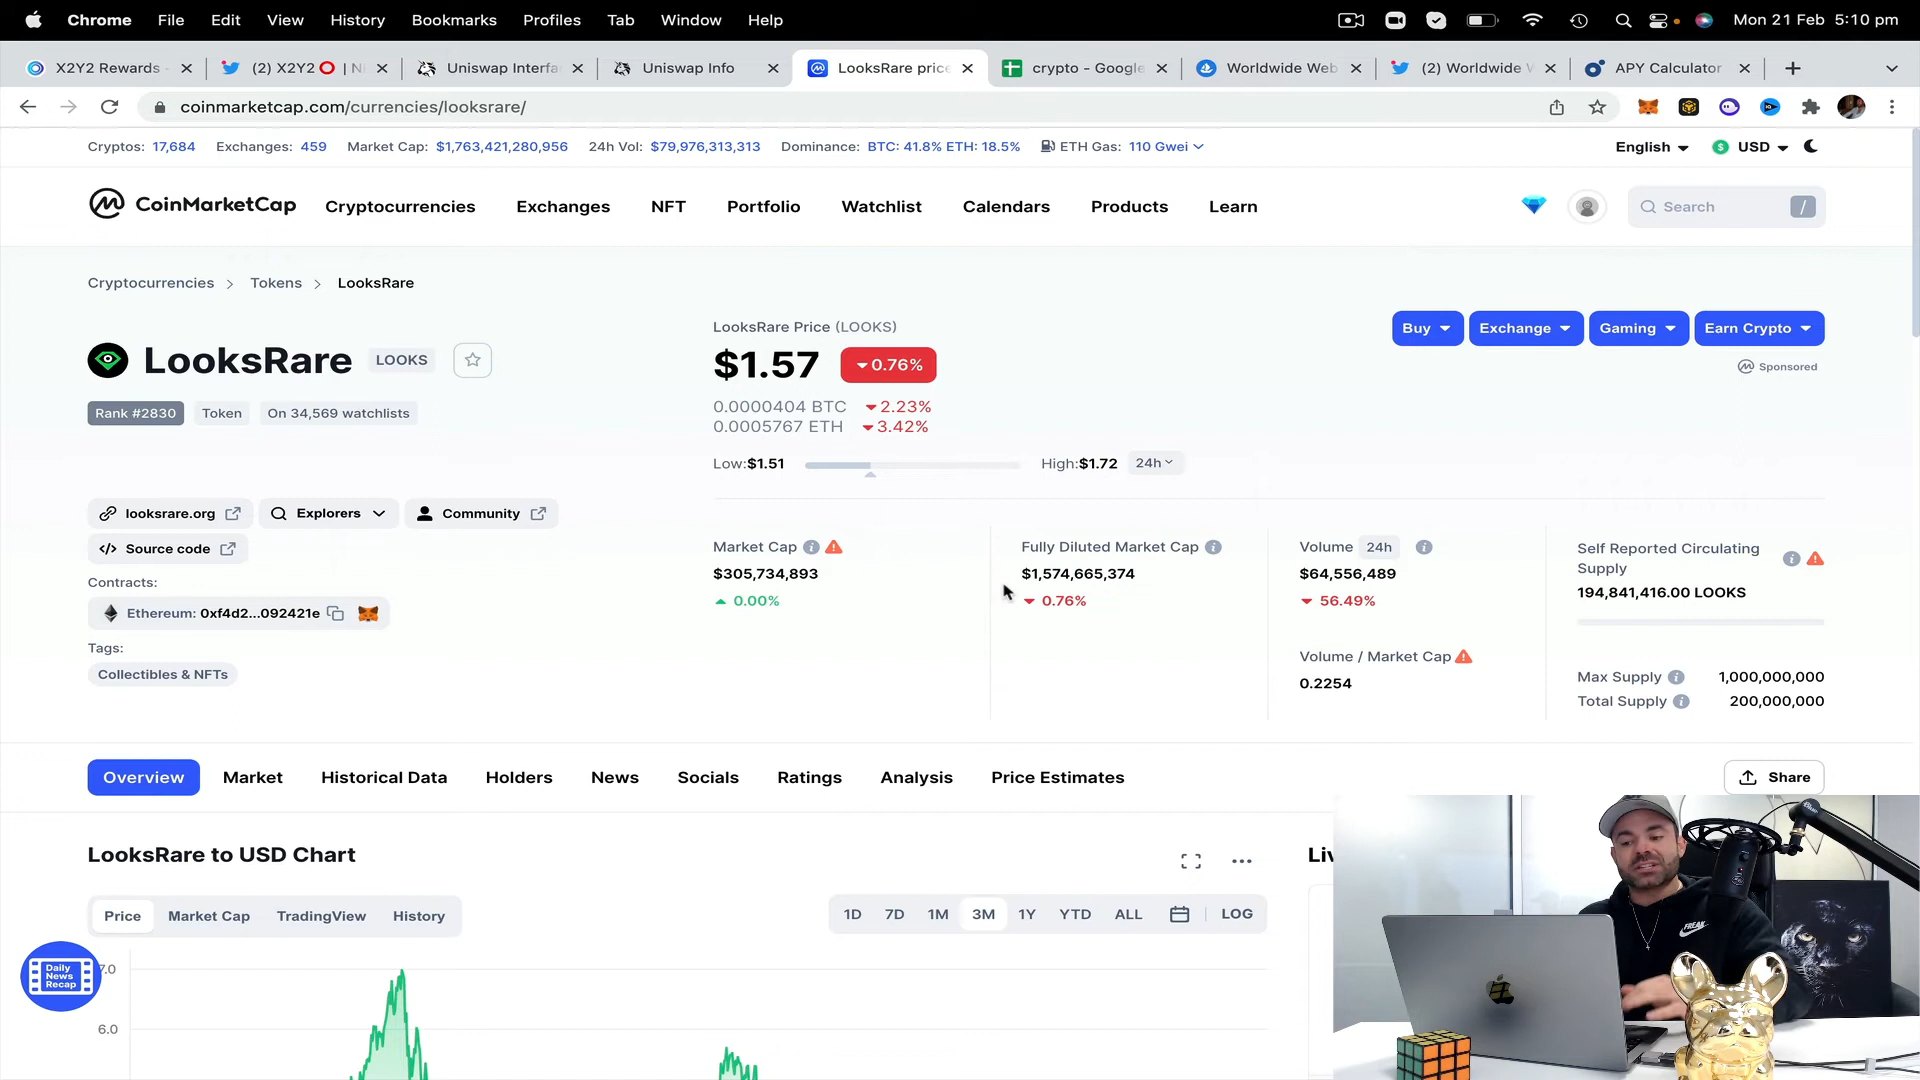 Chrome File Edit View History Bookmarks Profiles Tab Window Help Mon 21 Feb 5:10 pm
X2Y2 Rewards (2) X2Y2 ⭕ | N Uniswap Interfa Uniswap Info LooksRare price crypto - Google Worldwide Web (2) Worldwide W APY Calculator
coinmarketcap.com/currencies/looksrare/
Cryptos: 17,684 Exchanges: 459 Market Cap: $1,763,421,280,956 24h Vol: $79,976,313,313 Dominance: BTC: 41.8% ETH: 18.5% ETH Gas: 110 Gwei English USD
CoinMarketCap Cryptocurrencies Exchanges NFT Portfolio Watchlist Calendars Products Learn Search /
Cryptocurrencies > Tokens > LooksRare
LooksRare LOOKS
Rank #2830 Token On 34,569 watchlists
looksrare.org Explorers Community
Source code
Contracts:
Ethereum: 0xf4d2...092421e
Tags:
Collectibles & NFTs
LooksRare Price (LOOKS)
$1.57 0.76%
0.0000404 BTC 2.23%
0.0005767 ETH 3.42%
Low:$1.51 High:$1.72 24h
Buy Exchange Gaming Earn Crypto
Sponsored
Market Cap
$305,734,893
0.00%
Fully Diluted Market Cap
$1,574,665,374
0.76%
Volume 24h
$64,556,489
56.49%
Volume / Market Cap
0.2254
Self Reported Circulating
Supply
194,841,416.00 LOOKS
Max Supply 1,000,000,000
Total Supply 200,000,000
Overview Market Historical Data Holders News Socials Ratings Analysis Price Estimates Share
LooksRare to USD Chart
Liv
Price Market Cap TradingView History
1D 7D 1M 3M 1Y YTD ALL LOG
Daily
News
Recap
7.0
6.0
FREAK